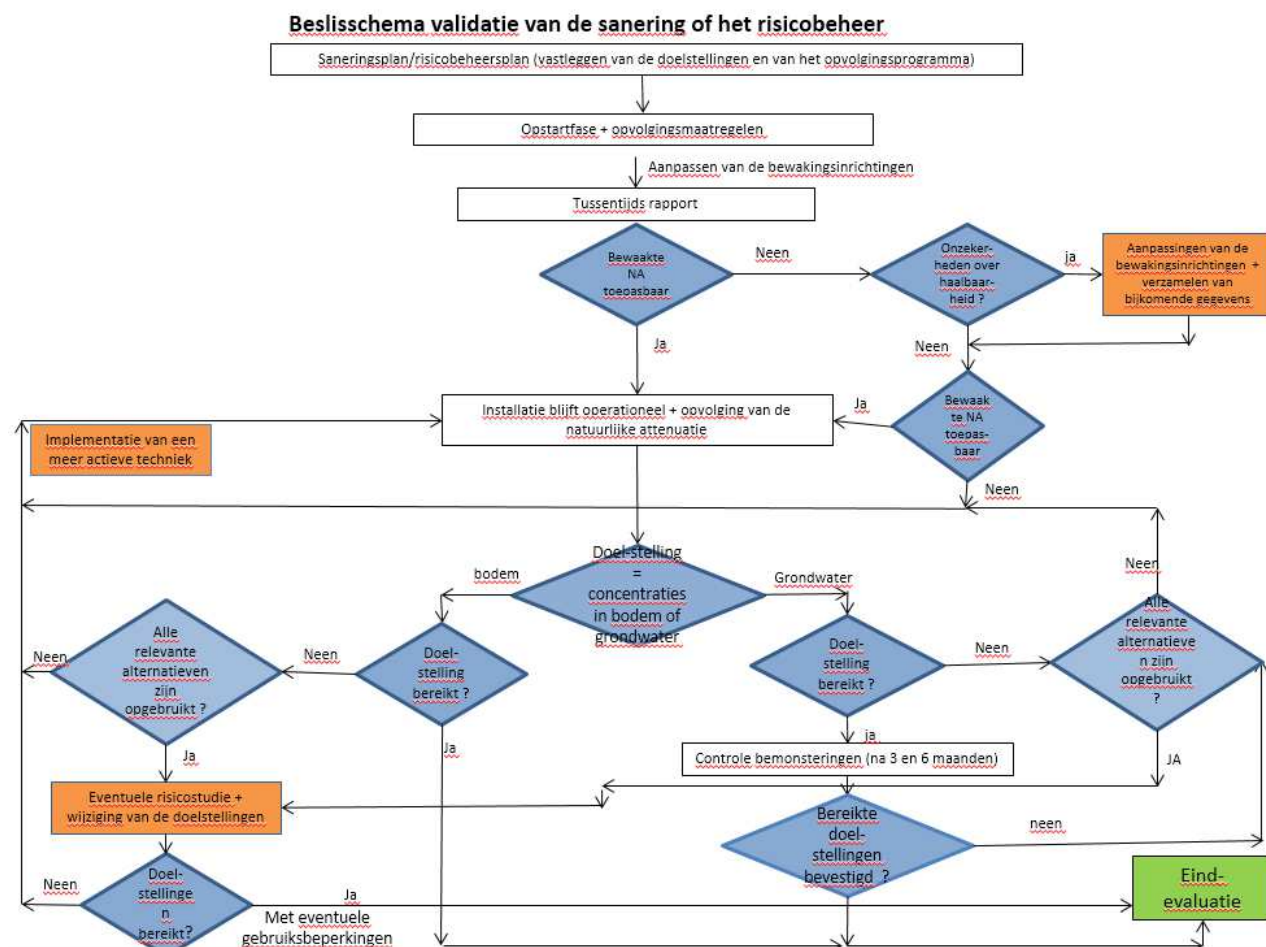 Beslisschema validatie van de sanering of het risicobeheer
Saneringsplan/risicobeheersplan (vastleggen van de doelstellingen en van het opvolgingsprogramma)
Opstartfase + opvolgingsmaatregelen
Aanpassen van de bewakingsinrichtingen
Tussentijds rapport
Bewaakte
NA
toepasbaar
Neen
Onzeker-
heden over
haalbaar-
heid ?
ja
Aanpassingen van de
bewakingsinrichtingen +
verzamelen van
bijkomende gegevens
Ja
Neen
Bewaak
te NA
toepas-
baar
Ja
Installatie blijft operationeel + opvolging van de
natuurlijke attenuatie
Implementatie van een
meer actieve techniek
Neen
Doel-stelling
=
concentraties
in bodem of
grondwater
bodem
Grondwater
Neen
Alle
relevante
alternatieven
zijn
opgebruikt ?
Neen
Neen
Doel-
stelling
bereikt ?
Doel-
stelling
bereikt ?
Neen
Alle
relevante
alternatieve
n zijn
opgebruikt
?
Ja
Ja
ja
JA
Controle bemonsteringen (na 3 en 6 maanden)
Eventuele risicostudie +
wijziging van de doelstellingen
Bereikte
doel-
stellingen
bevestigd ?
neen
Neen
Doel-
stellinge
n
bereikt?
Ja
Met eventuele
gebruiksbeperkingen
Eind-
evaluatie